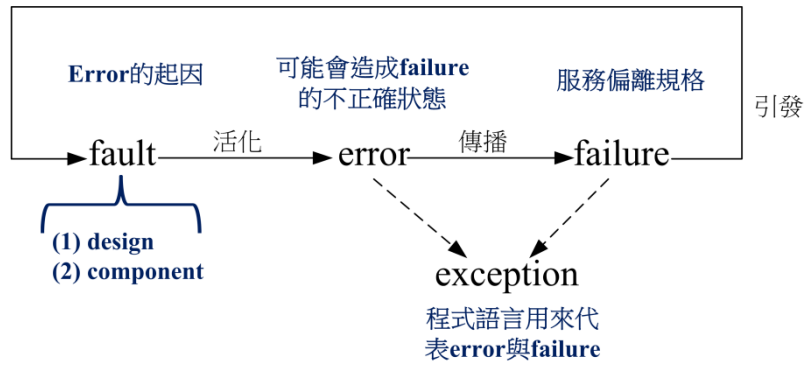 Error的起因
可能會造成failure
的不正確狀態
服務偏離規格
引發
fault
活化
error
傳播
failure
(1) design
(2) component
exception
程式語言用來代
表error與failure